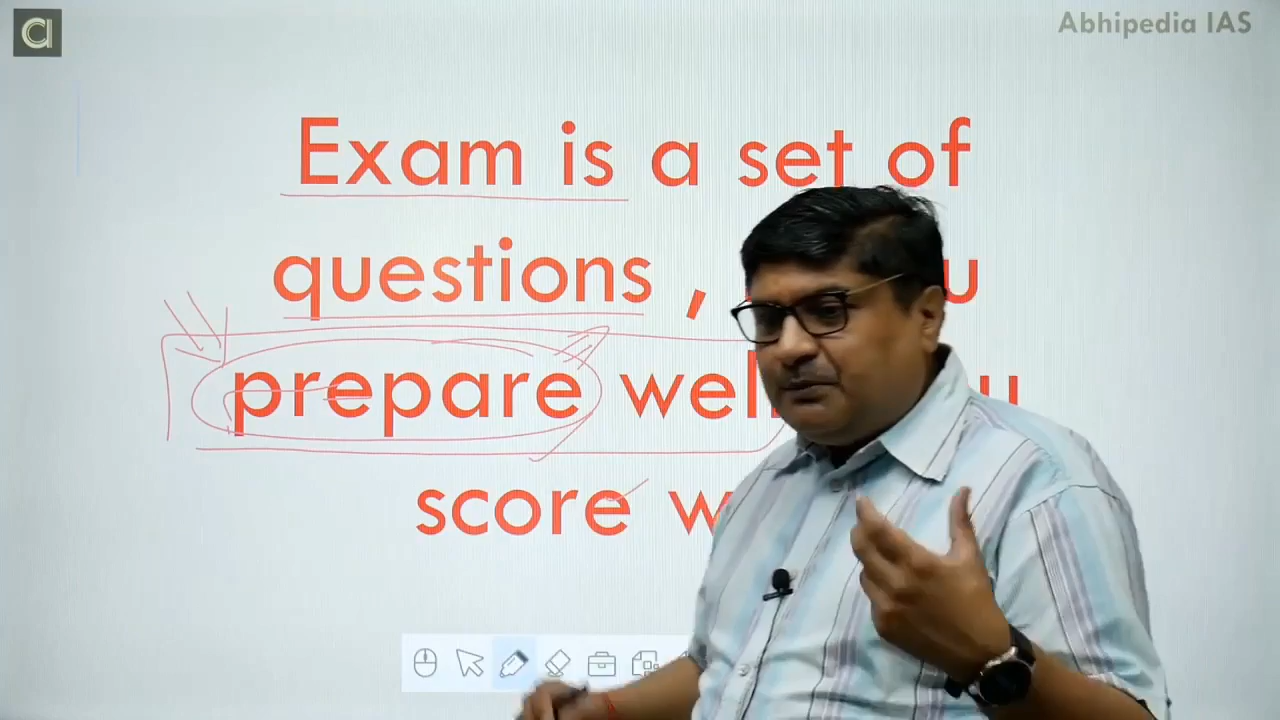 Abhipedia IAS
Exam is a set of
questions ,
prepare well
score